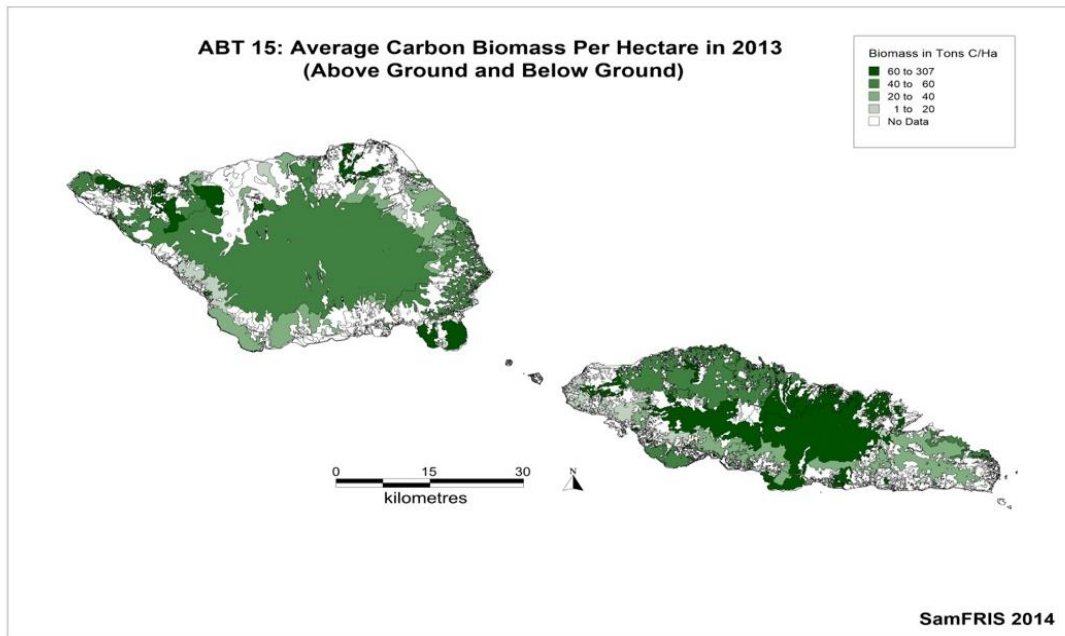 ABT 15: Average Carbon Biomass Per Hectare in 2013
(Above Ground and Below Ground)
Biomass in Tons C/Ha
60 to 307
40 to 60
20 to 40
1 to 20
No Data
0 15 30
kilometres
N
SamFRIS 2014